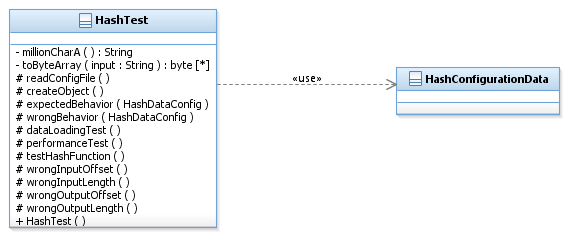 HashTest
- millionCharA ( ) : String
- toByteArray ( input : String ) : byte [*]
# readConfigFile ( )
# createObject ( )
# expectedBehavior ( HashDataConfig )
# wrongBehavior ( HashDataConfig )
# dataLoadingTest ( )
# performanceTest ( )
# testHashFunction ( )
# wrongInputOffset ( )
# wrongInputLength ( )
# wrongOutputOffset ( )
# wrongOutputLength ( )
+ HashTest ( )
«use»
HashConfigurationData